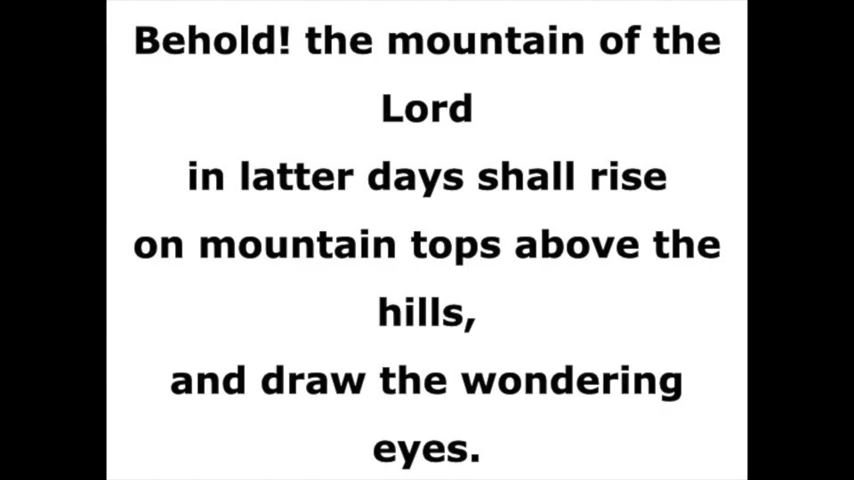 Behold! the mountain of the
Lord
in latter days shall rise
on mountain tops above the
hills,
and draw the wondering
eyes.